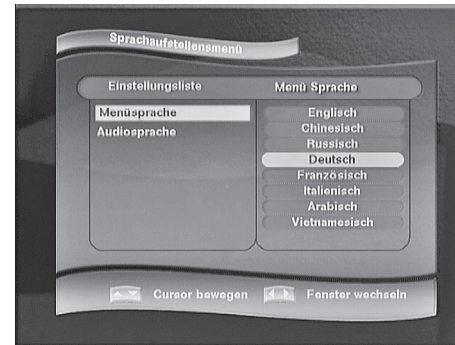 Sprachaufstellensmenü
Einstellungsliste
Menü Sprache
Menüsprache
Audiosprache
Englisch
Chinesisch
Russisch
Deutsch
Französisch
Italienisch
Arabisch
Vietnamesisch
Cursor bewegen
Fenster wechseln